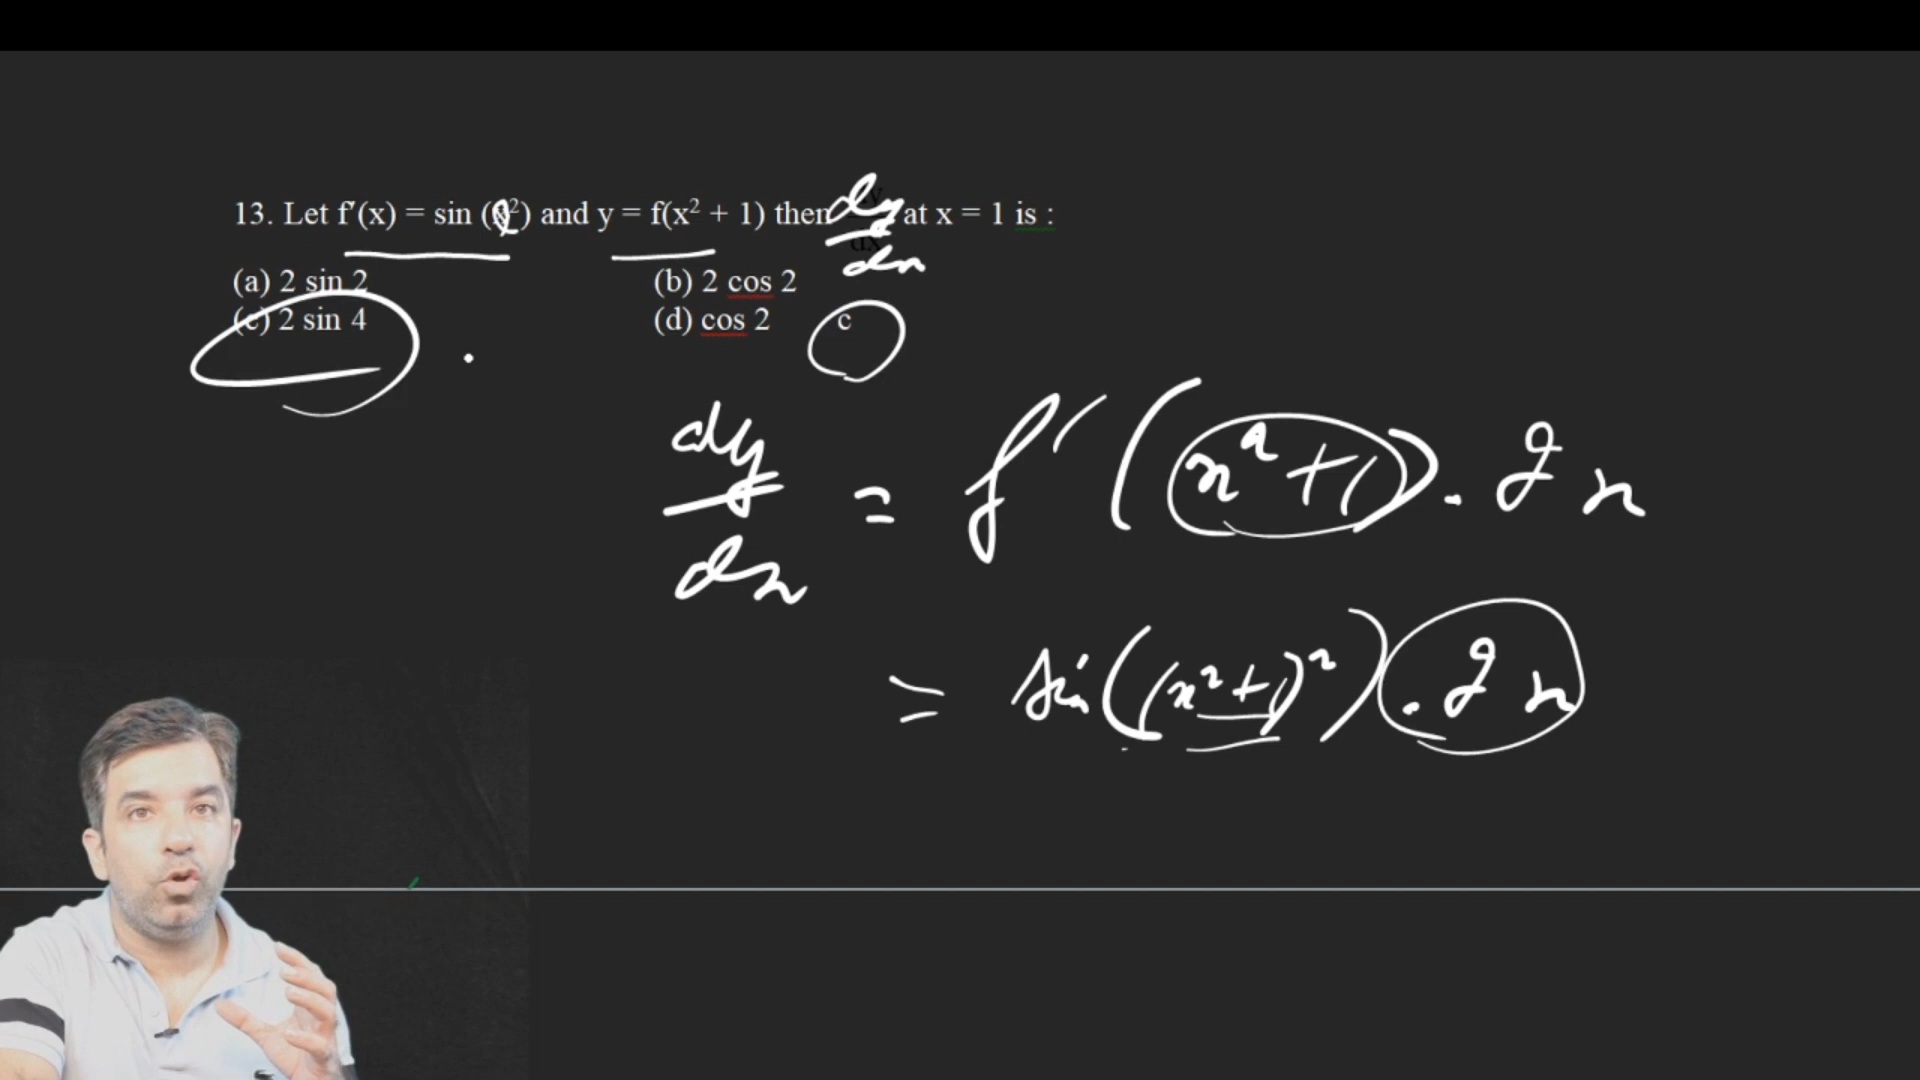 13. Let f'(x) = sin (x²) and y = f(x² + 1) then dy/dx at x = 1 is :
(a) 2 sin 2 (b) 2 cos 2
(c) 2 sin 4 (d) cos 2 c
dy/dx = f'(x²+1) . 2x
= sin((x²+1)²) . 2x